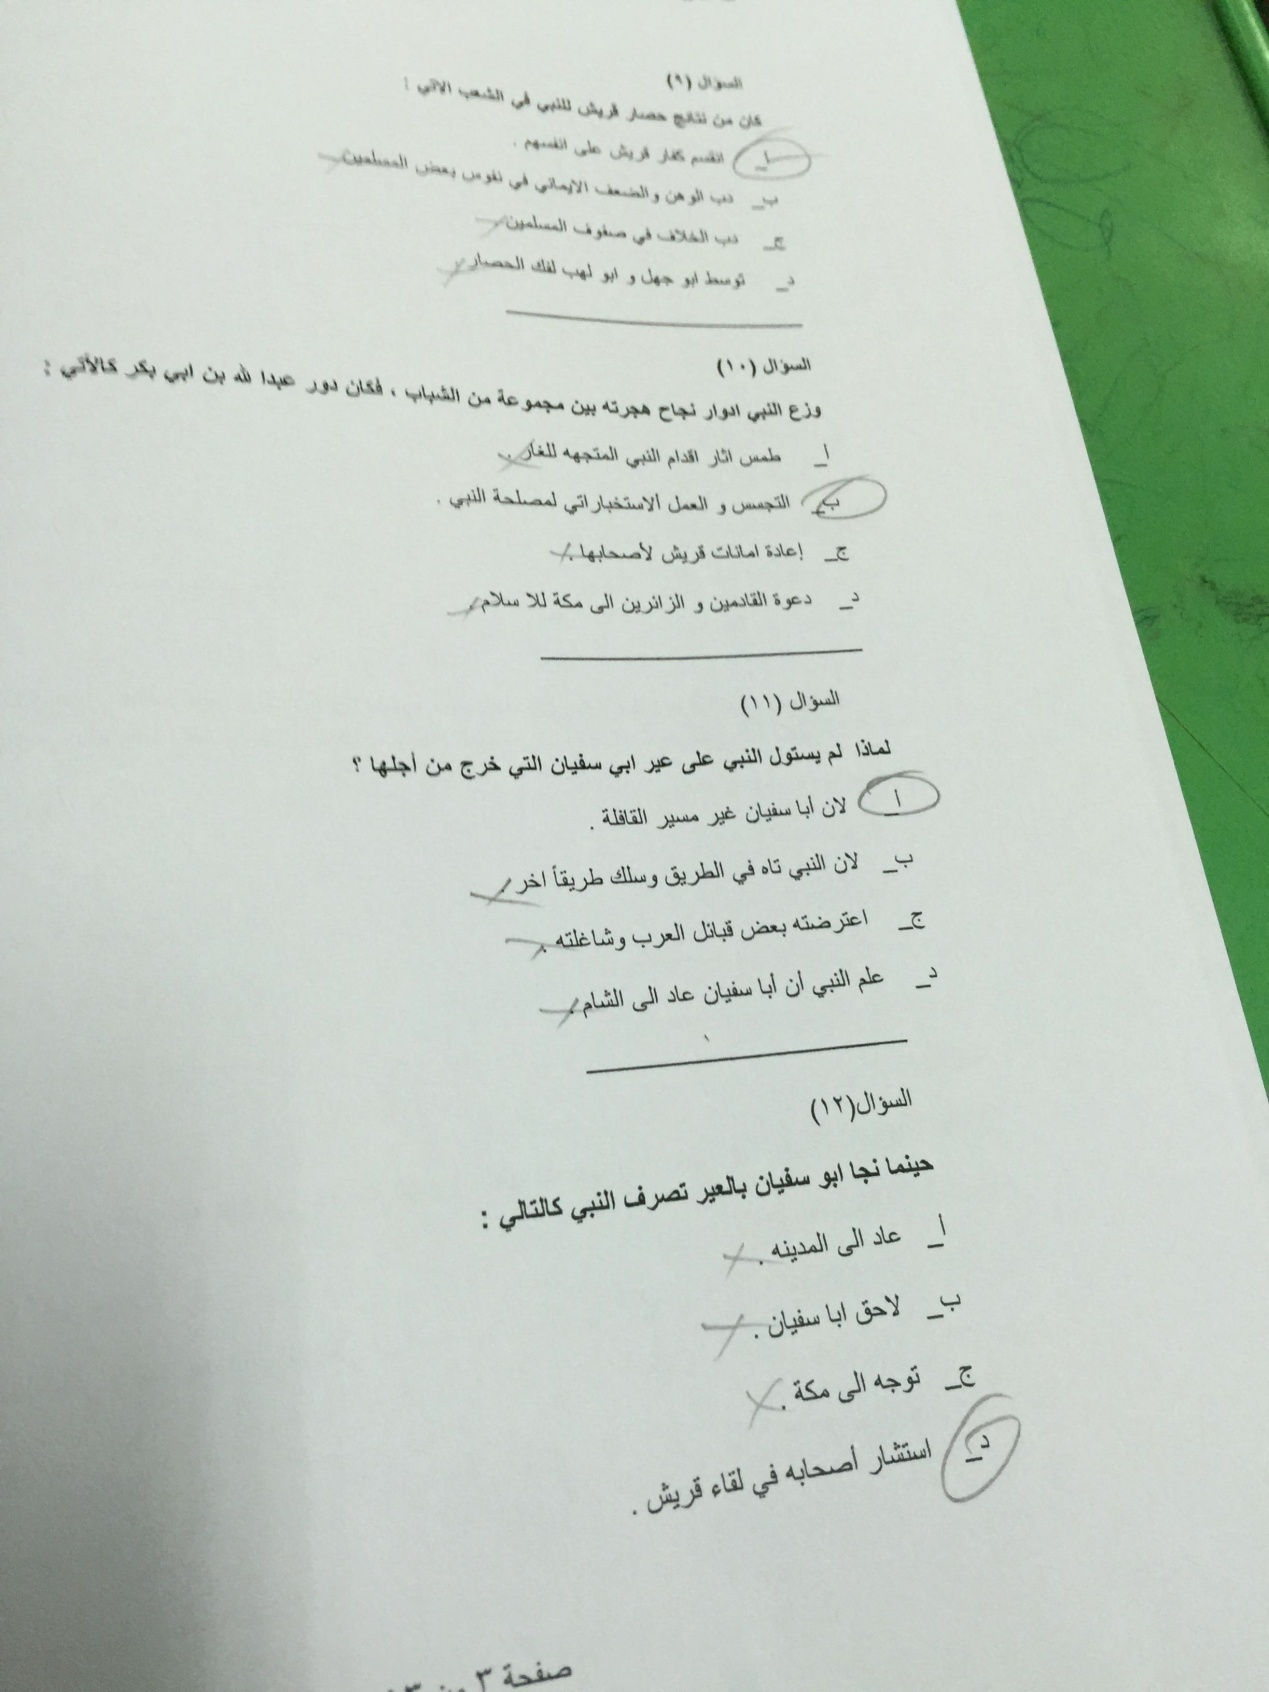 السؤال (٩)
كان من نتائج حصار قريش للنبي في الشعب الاتي :
أ_ انقسم كفار قريش على انفسهم .
ب_ دب الوهن والضعف الايماني في نفوس بعض المسلمين
ج_ دب الخلاف في صفوف المسلمين
د_ توسط ابو جهل و ابو لهب لفك الحصار .
السؤال (١٠)
وزع النبي ادوار نجاح هجرته بين مجموعة من الشباب ، فكان دور عبدا لله بن ابي بكر كالأتي :
أ_ طمس اثار اقدام النبي المتجهه للغار .
ب_ التجسس و العمل ألاستخباراتي لمصلحة النبي .
ج_ إعادة امانات قريش لأصحابها .
د_ دعوة القادمين و الزائرين الى مكة للا سلام .
السؤال (١١)
لماذا لم يستول النبي على عير ابي سفيان التي خرج من أجلها ؟
أ_ لان أبا سفيان غير مسير القافلة .
ب_ لان النبي تاه في الطريق وسلك طريقاً اخر .
ج_ اعترضته بعض قبائل العرب وشاغلته .
د_ علم النبي أن أبا سفيان عاد الى الشام .
السؤال(١٢)
حينما نجا ابو سفيان بالعير تصرف النبي كالتالي :
أ_ عاد الى المدينه .
ب_ لاحق ابا سفيان .
ج_ توجه الى مكة .
د_ استشار أصحابه في لقاء قريش .
صفحة ٣ من